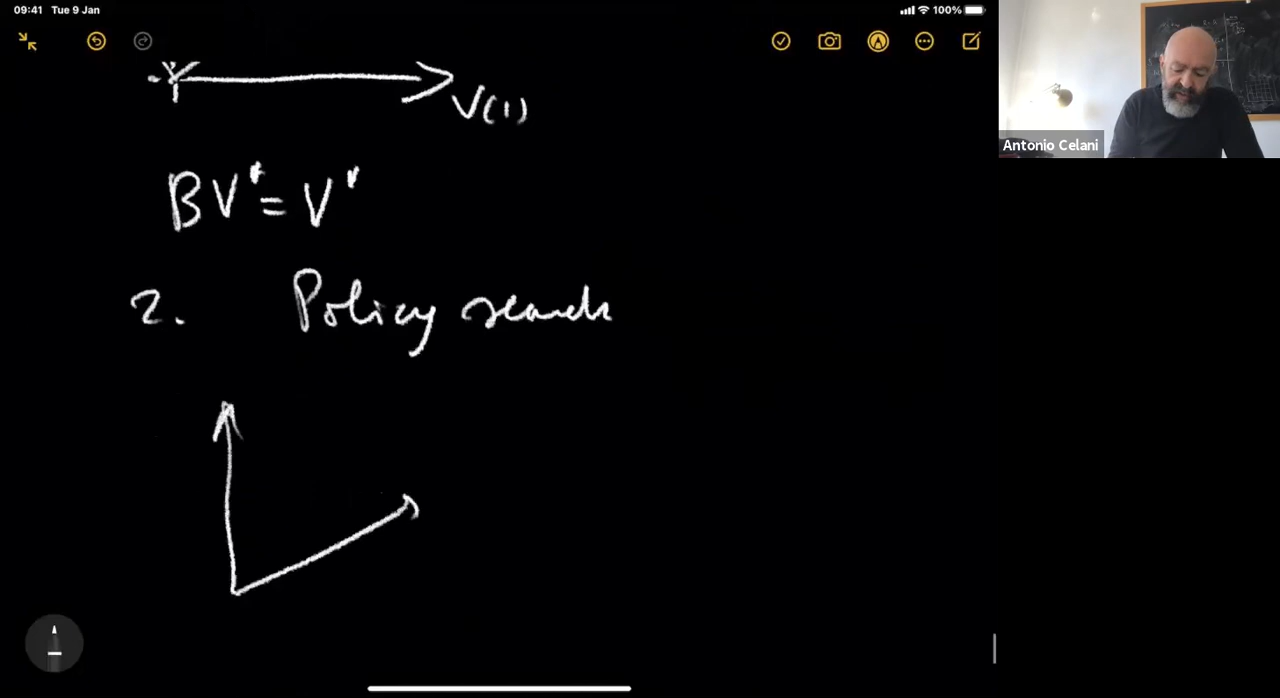 09:41 Tue 9 Jan
100%
V(1)
BV* = V*
2. Policy search
Antonio Celani